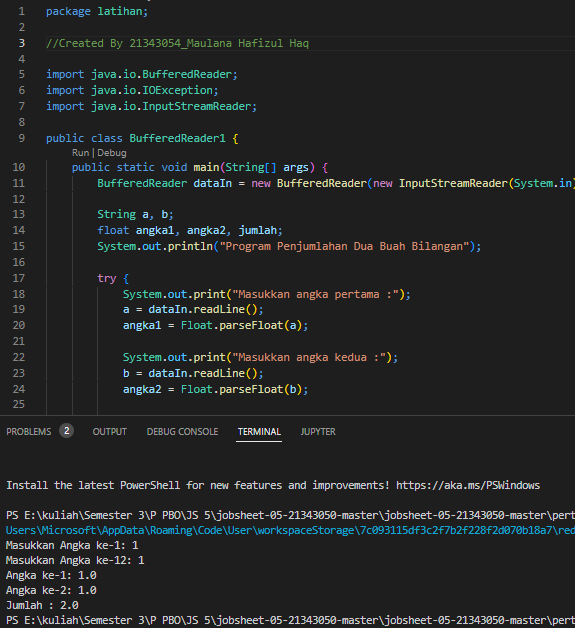 1 package latihan;
2
3 //Created By 21343054_Maulana Hafizul Haq
4
5 import java.io.BufferedReader;
6 import java.io.IOException;
7 import java.io.InputStreamReader;
8
9 public class BufferedReader1 {
Run | Debug
10 public static void main(String[] args) {
11 BufferedReader dataIn = new BufferedReader(new InputStreamReader(System.in)
12
13 String a, b;
14 float angka1, angka2, jumlah;
15 System.out.println("Program Penjumlahan Dua Buah Bilangan");
16
17 try {
18 System.out.print("Masukkan angka pertama :");
19 a = dataIn.readLine();
20 angka1 = Float.parseFloat(a);
21
22 System.out.print("Masukkan angka kedua :");
23 b = dataIn.readLine();
24 angka2 = Float.parseFloat(b);
25
PROBLEMS 2 OUTPUT DEBUG CONSOLE TERMINAL JUPYTER
Install the latest PowerShell for new features and improvements! https://aka.ms/PSWindows
PS E:\kuliah\Semester 3\P PBO\JS 5\jobsheet-05-21343050-master\jobsheet-05-21343050-master\pert
Users\Microsoft\AppData\Roaming\Code\User\workspaceStorage\7c093115df3c2f7b2f228f2d070b18a7\red
Masukkan Angka ke-1: 1
Masukkan Angka ke-12: 1
Angka ke-1: 1.0
Angka ke-2: 1.0
Jumlah : 2.0
PS E:\kuliah\Semester 3\P PBO\JS 5\jobsheet-05-21343050-master\jobsheet-05-21343050-master\pert